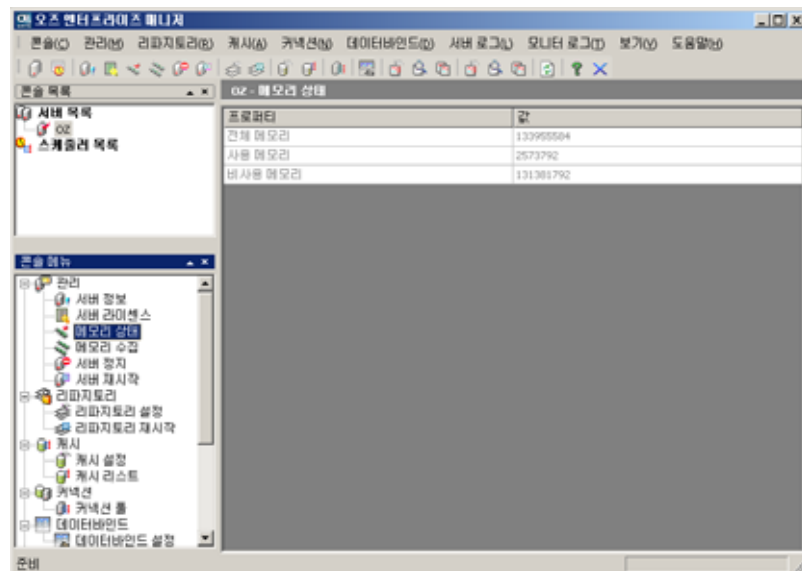 오즈 엔터프라이즈 매니저
콘솔(C) 관리(M) 리파지토리(R) 캐시(A) 커넥션(N) 데이터바인드(D) 서버 로그(L) 모니터 로그(T) 보기(V) 도움말(H)
콘솔 목록
서버 목록
OZ
스케줄러 목록
콘솔 메뉴
관리
서버 정보
서버 라이센스
메모리 상태
메모리 수집
서버 정지
서버 재시작
리파지토리
리파지토리 설정
리파지토리 재시작
캐시
캐시 설정
캐시 리스트
커넥션
커넥션 풀
데이터바인드
데이터바인드 설정
OZ - 메모리 상태
프로퍼티 값
전체 메모리 133955584
사용 메모리 2573792
비사용 메모리 131381792
준비